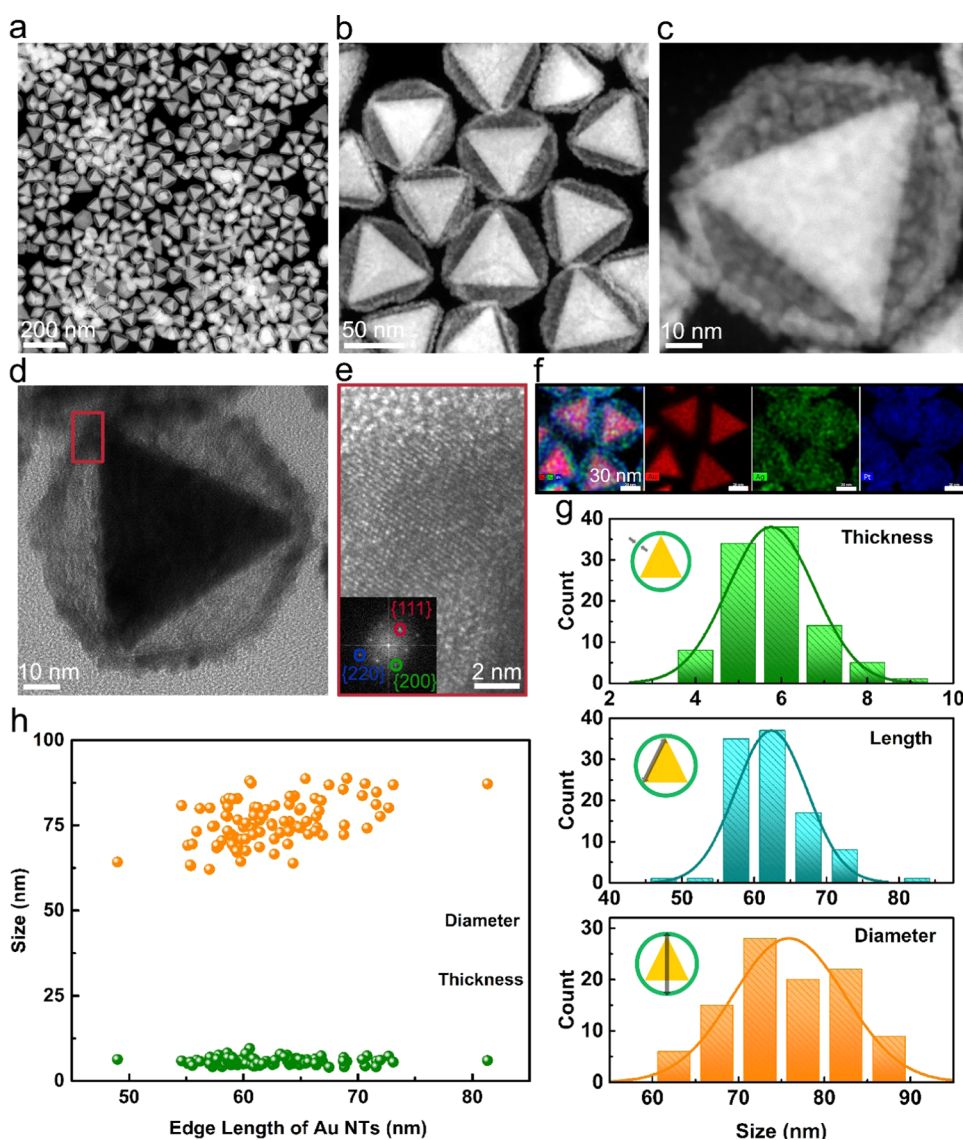 a
b
c
200 nm
50 nm
10 nm
d
e
f
10 nm
{111}
{220}
{200}
2 nm
30 nm
Au
Ag
Pt
g
Thickness
Count
40
30
20
10
0
2
4
6
8
10
Length
Count
40
30
20
10
0
40
50
60
70
80
90
Diameter
Count
30
20
10
0
60
70
80
90
Size (nm)
h
Size (nm)
100
75
50
25
0
Diameter
Thickness
50
60
70
80
Edge Length of Au NTs (nm)